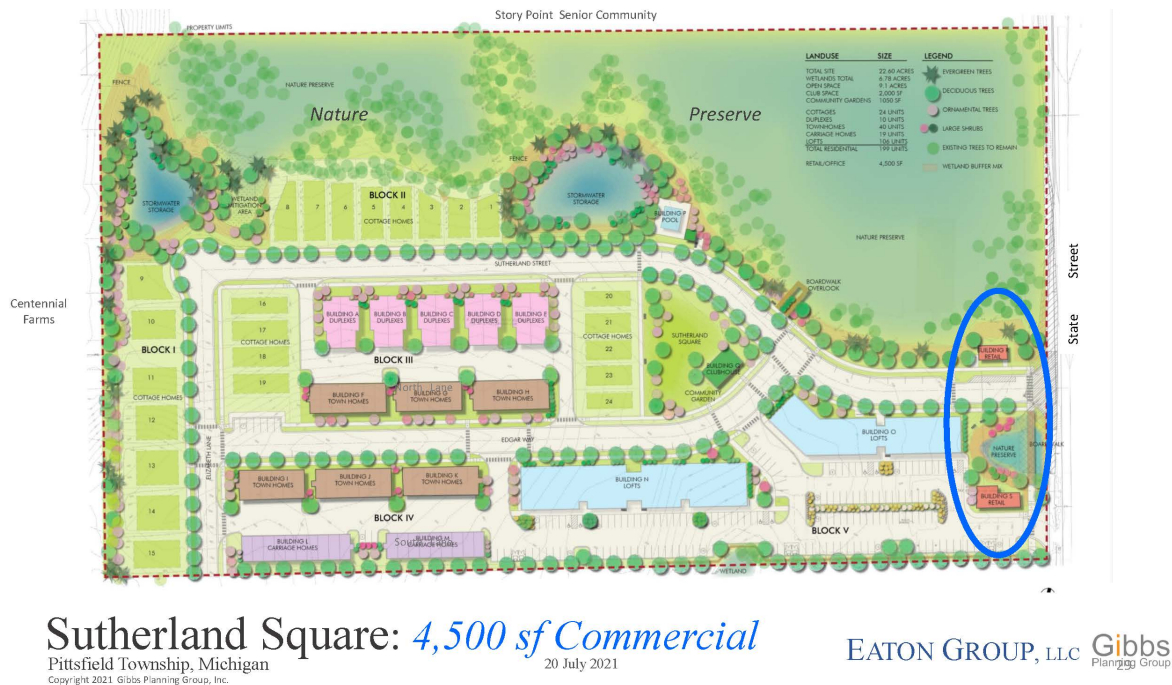 Story Point Senior Community
PROPERTY LIMITS
FENCE
NATURE PRESERVE
Nature
Preserve
LANDUSE SIZE
TOTAL SITE 22.60 ACRES
WETLANDS TOTAL 6.78 ACRES
OPEN SPACE 9.1 ACRES
CLUB SPACE 2,000 SF
COMMUNITY GARDENS 1050 SF
COTTAGES 24 UNITS
DUPLEXES 10 UNITS
TOWNHOMES 40 UNITS
CARRIAGE HOMES 19 UNITS
LOFTS 106 UNITS
TOTAL RESIDENTIAL 199 UNITS
RETAIL/OFFICE 4,500 SF
LEGEND
EVERGREEN TREES
DECIDUOUS TREES
ORNAMENTAL TREES
LARGE SHRUBS
EXISTING TREES TO REMAIN
WETLAND BUFFER MIX
FENCE
STORMWATER
STORAGE
WETLAND
MITIGATION
AREA
BLOCK II
8 7 6 5 4 3 2 1
COTTAGE HOMES
STORMWATER
STORAGE
BUILDING P
POOL
NATURE PRESERVE
SUTHERLAND STREET
BOARDWALK
OVERLOOK
Street
State
Centennial
Farms
9
10
BLOCK I
11
COTTAGE HOMES
12
13
14
15
16
17
COTTAGE HOMES
18
19
BUILDING A
DUPLEXES
BUILDING B
DUPLEXES
BUILDING C
DUPLEXES
BUILDING D
DUPLEXES
BUILDING E
DUPLEXES
BLOCK III
North Lane
BUILDING F
TOWN HOMES
BUILDING G
TOWN HOMES
BUILDING H
TOWN HOMES
20
21
COTTAGE HOMES
22
23
24
SUTHERLAND
SQUARE
BUILDING Q
CLUBHOUSE
COMMUNITY
GARDEN
BUILDING R
RETAIL
ELIZABETH LANE
EDGAR WAY
BUILDING O
LOFTS
NATURE
PRESERVE
BOARDWALK
BUILDING S
RETAIL
BUILDING I
TOWN HOMES
BUILDING J
TOWN HOMES
BUILDING K
TOWN HOMES
BUILDING N
LOFTS
BLOCK IV
BLOCK V
BUILDING L
CARRIAGE HOMES
BUILDING M
CARRIAGE HOMES
WETLAND
Sutherland Square: 4,500 sf Commercial
Pittsfield Township, Michigan
20 July 2021
Copyright 2021 Gibbs Planning Group, Inc.
EATON GROUP, LLC
Gibbs
Planning Group
29